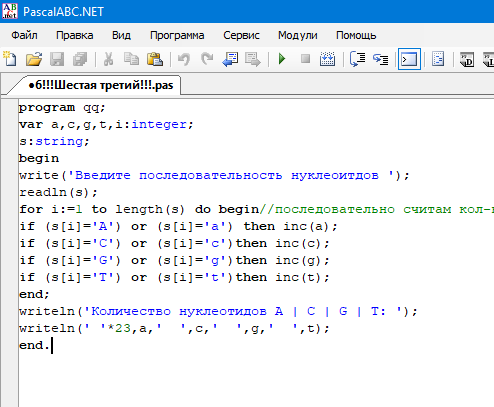 PascalABC.NET
Файл Правка Вид Программа Сервис Модули Помощь
●6!!!Шестая третий!!!.pas
program qq;
var a,c,g,t,i:integer;
s:string;
begin
write('Введите последовательность нуклеоитдов ');
readln(s);
for i:=1 to length(s) do begin//последовательно считам
if (s[i]='A') or (s[i]='a') then inc(a);
if (s[i]='C') or (s[i]='c')then inc(c);
if (s[i]='G') or (s[i]='g')then inc(g);
if (s[i]='T') or (s[i]='t')then inc(t);
end;
writeln('Количество нуклеотидов A | C | G | T: ');
writeln(' '*23,a,'  ',c,'  ',g,'  ',t);
end.